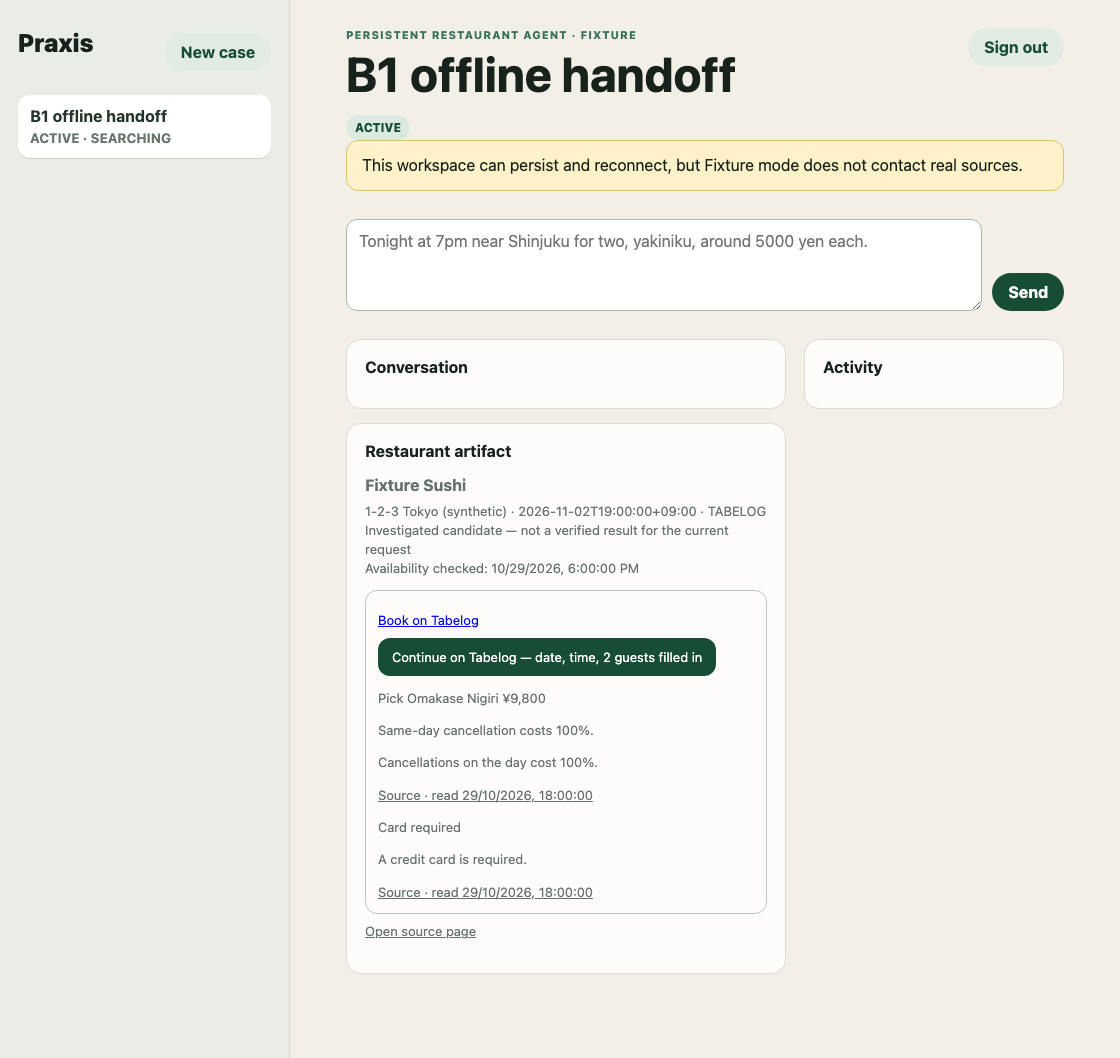 Praxis
New case
B1 offline handoff
ACTIVE · SEARCHING
PERSISTENT RESTAURANT AGENT · FIXTURE
B1 offline handoff
Sign out
ACTIVE
This workspace can persist and reconnect, but Fixture mode does not contact real sources.
Tonight at 7pm near Shinjuku for two, yakiniku, around 5000 yen each.
Send
Conversation
Activity
Restaurant artifact
Fixture Sushi
1-2-3 Tokyo (synthetic) · 2026-11-02T19:00:00+09:00 · TABELOG
Investigated candidate — not a verified result for the current
request
Availability checked: 10/29/2026, 6:00:00 PM
Book on Tabelog
Continue on Tabelog — date, time, 2 guests filled in
Pick Omakase Nigiri ¥9,800
Same-day cancellation costs 100%.
Cancellations on the day cost 100%.
Source · read 29/10/2026, 18:00:00
Card required
A credit card is required.
Source · read 29/10/2026, 18:00:00
Open source page